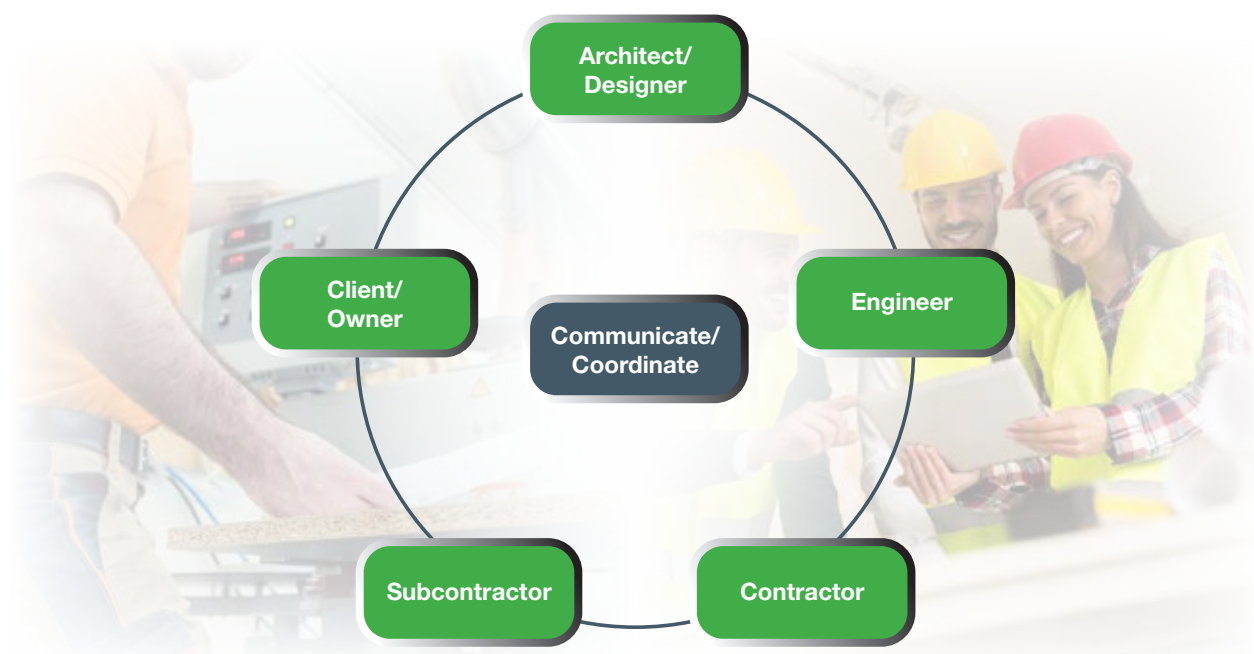 Architect/
Designer
Client/
Owner
Engineer
Communicate/
Coordinate
Subcontractor
Contractor